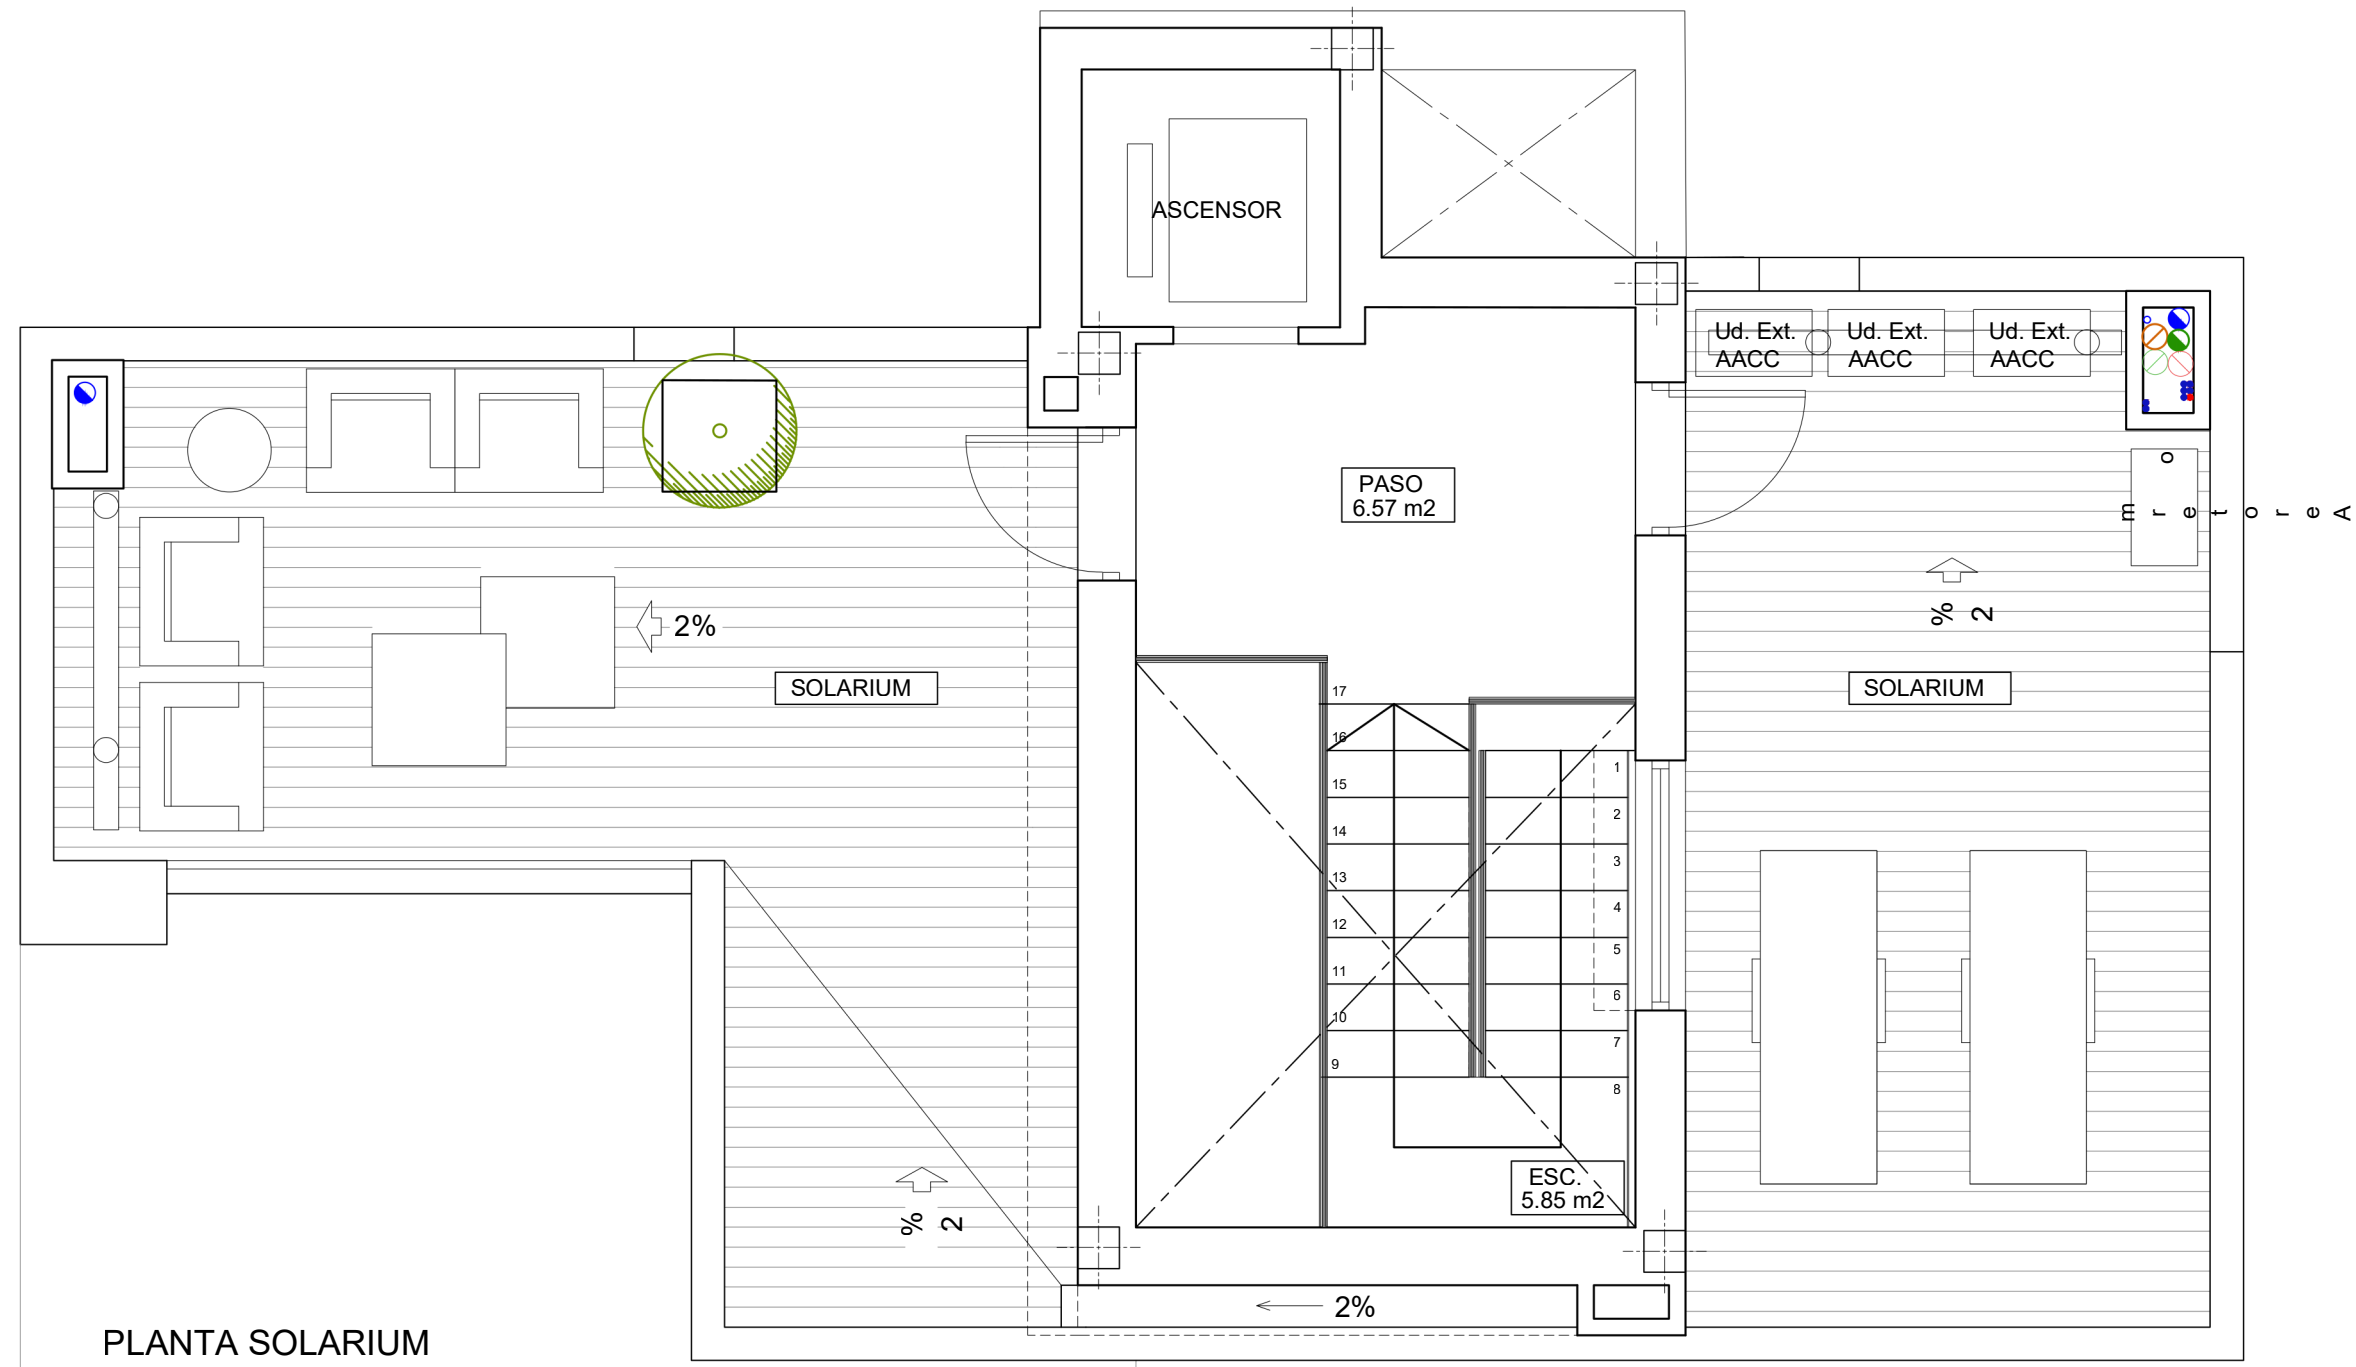 ASCENSOR
Ud. Ext.
AACC
Ud. Ext.
AACC
Ud. Ext.
AACC
PASO
6.57 m2
Aerotermo
2%
2%
SOLARIUM
SOLARIUM
17
16
15
14
13
12
11
10
9
1
2
3
4
5
6
7
8
ESC.
5.85 m2
2%
2%
PLANTA SOLARIUM